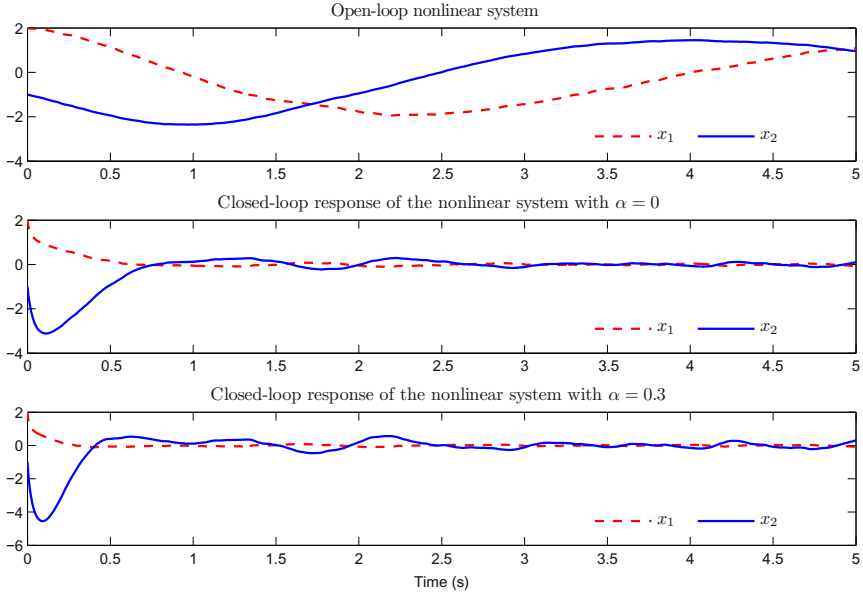 Open-loop nonlinear system
2
0
−2
−4
x₁ x₂
0 0.5 1 1.5 2 2.5 3 3.5 4 4.5 5
Closed-loop response of the nonlinear system with α = 0
2
0
−2
−4
x₁ x₂
0 0.5 1 1.5 2 2.5 3 3.5 4 4.5 5
Closed-loop response of the nonlinear system with α = 0.3
2
0
−2
−4
−6
x₁ x₂
0 0.5 1 1.5 2 2.5 3 3.5 4 4.5 5
Time (s)